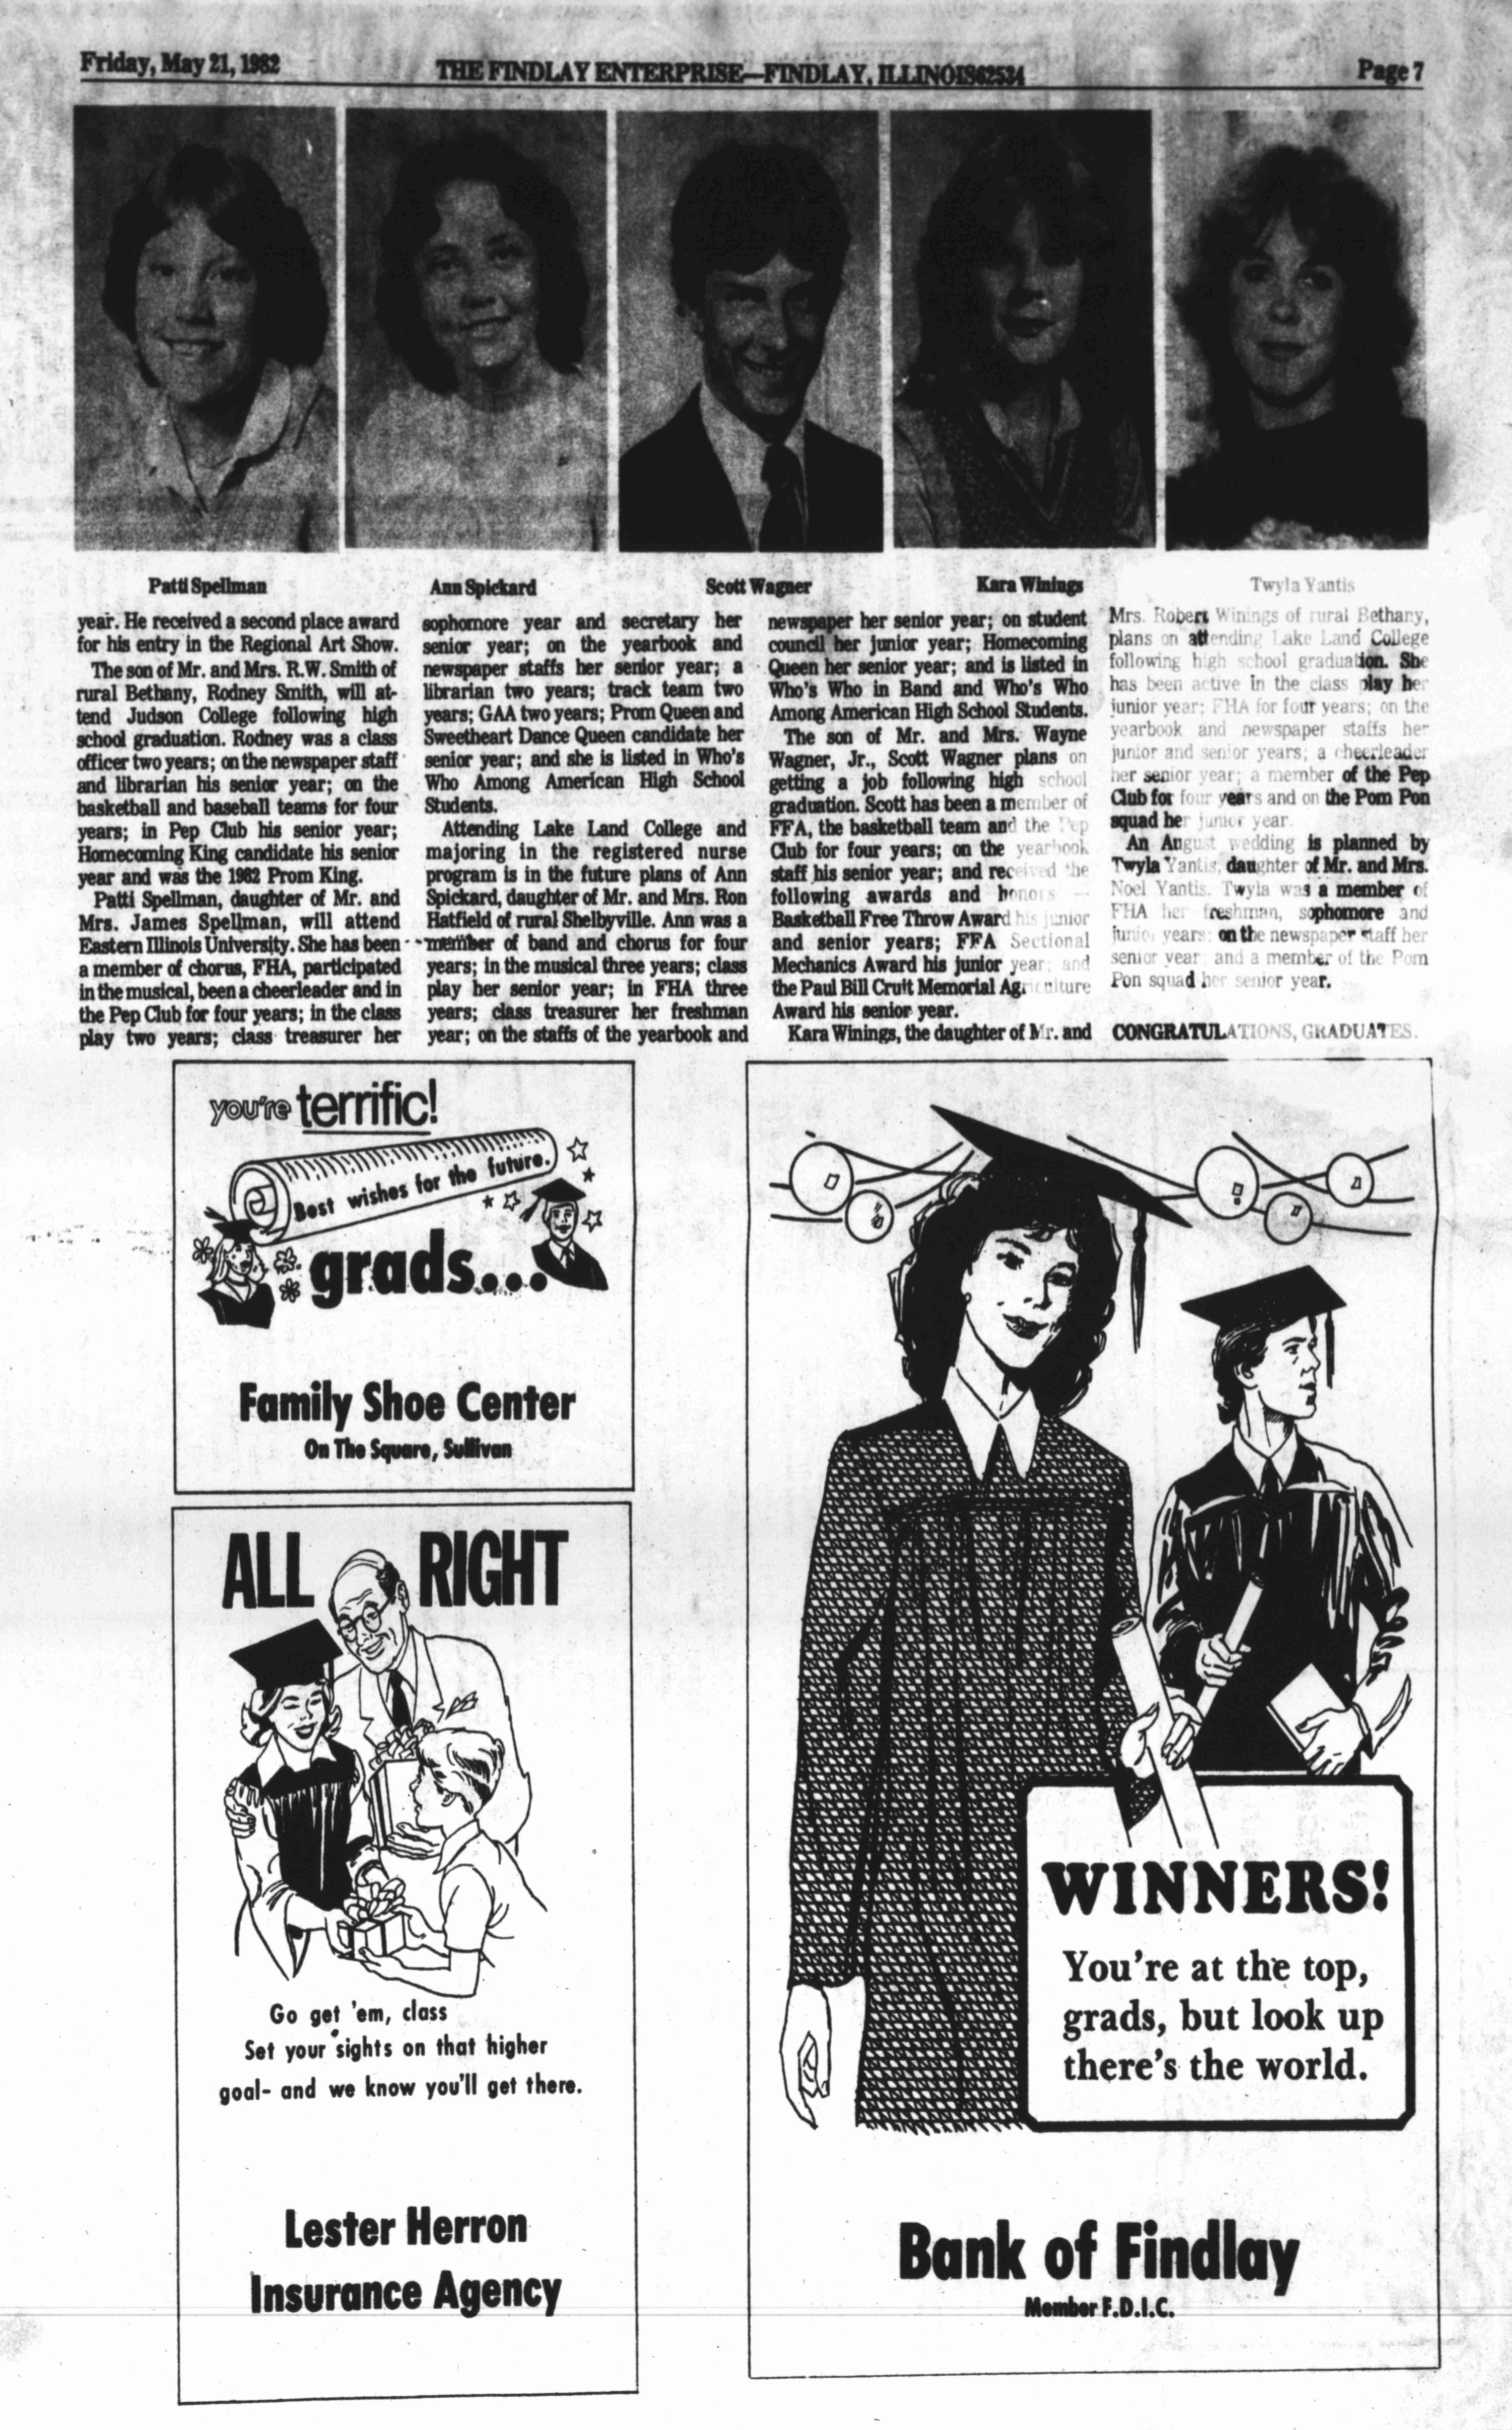 Friday, May 21, 1982
THE FINDLAY ENTERPRISE—FINDLAY, ILLINOIS 62534
Page 7
Patti Spellman
Ann Spickard
Scott Wagner
Kara Winings
Twyla Yantis
year. He received a second place award
for his entry in the Regional Art Show.
The son of Mr. and Mrs. R.W. Smith of
rural Bethany, Rodney Smith, will at-
tend Judson College following high
school graduation. Rodney was a class
officer two years; on the newspaper staff
and librarian his senior year; on the
basketball and baseball teams for four
years; in Pep Club his senior year;
Homecoming King candidate his senior
year and was the 1982 Prom King.
Patti Spellman, daughter of Mr. and
Mrs. James Spellman, will attend
Eastern Illinois University. She has been
a member of chorus, FHA, participated
in the musical, been a cheerleader and in
the Pep Club for four years; in the class
play two years; class treasurer her
sophomore year and secretary her
senior year; on the yearbook and
newspaper staffs her senior year; a
librarian two years; track team two
years; GAA two years; Prom Queen and
Sweetheart Dance Queen candidate her
senior year; and she is listed in Who's
Who Among American High School
Students.
Attending Lake Land College and
majoring in the registered nurse
program is in the future plans of Ann
Spickard, daughter of Mr. and Mrs. Ron
Hatfield of rural Shelbyville. Ann was a
member of band and chorus for four
years; in the musical three years; class
play her senior year; in FHA three
years; class treasurer her freshman
year; on the staffs of the yearbook and
newspaper her senior year; on student
council her junior year; Homecoming
Queen her senior year; and is listed in
Who's Who in Band and Who's Who
Among American High School Students.
The son of Mr. and Mrs. Wayne
Wagner, Jr., Scott Wagner plans on
getting a job following high school
graduation. Scott has been a member of
FFA, the basketball team and the Pep
Club for four years; on the yearbook
staff his senior year; and received the
following awards and honors —
Basketball Free Throw Award his junior
and senior years; FFA Sectional
Mechanics Award his junior year; and
the Paul Bill Cruit Memorial Agriculture
Award his senior year.
Kara Winings, the daughter of Mr. and
Mrs. Robert Winings of rural Bethany,
plans on attending Lake Land College
following high school graduation. She
has been active in the class play her
junior year; FHA for four years; on the
yearbook and newspaper staffs her
junior and senior years; a cheerleader
her senior year; a member of the Pep
Club for four years and on the Pom Pon
squad her junior year.
An August wedding is planned by
Twyla Yantis, daughter of Mr. and Mrs.
Noel Yantis. Twyla was a member of
FHA her freshman, sophomore and
junior years; on the newspaper staff her
senior year; and a member of the Pom
Pon squad her senior year.
CONGRATULATIONS, GRADUATES.
you're terrific!
Best wishes for the future.
grads...
Family Shoe Center
On The Square, Sullivan
ALL RIGHT
Go get 'em, class
Set your sights on that higher
goal- and we know you'll get there.
Lester Herron
Insurance Agency
WINNERS!
You're at the top,
grads, but look up
there's the world.
Bank of Findlay
Member F.D.I.C.